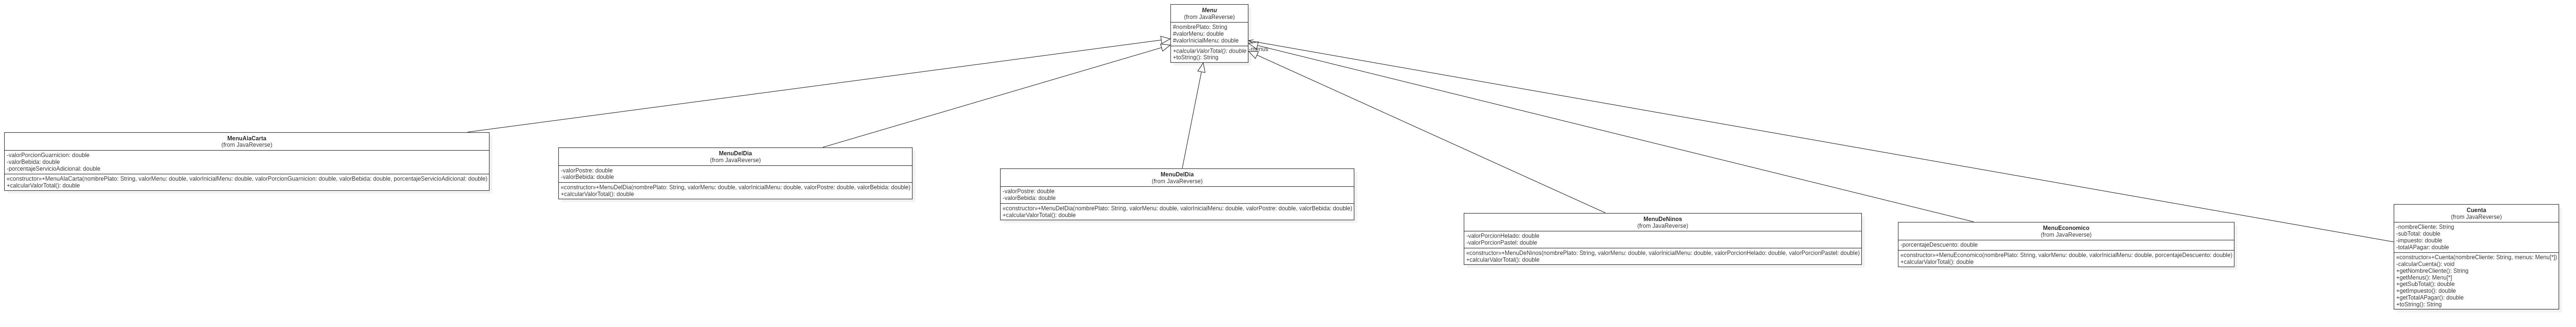 Menu
(from JavaReverse)
#nombrePlato: String
#valorMenu: double
#valorInicialMenu: double
+calcularValorTotal(): double
+toString(): String
-menus
MenuAlaCarta
(from JavaReverse)
-valorPorcionGuarnicion: double
-valorBebida: double
-porcentajeServicioAdicional: double
«constructor»+MenuAlaCarta(nombrePlato: String, valorMenu: double, valorInicialMenu: double, valorPorcionGuarnicion: double, valorBebida: double, porcentajeServicioAdicional: double)
+calcularValorTotal(): double
MenuDelDia
(from JavaReverse)
-valorPostre: double
-valorBebida: double
«constructor»+MenuDelDia(nombrePlato: String, valorMenu: double, valorInicialMenu: double, valorPostre: double, valorBebida: double)
+calcularValorTotal(): double
MenuDelDia
(from JavaReverse)
-valorPostre: double
-valorBebida: double
«constructor»+MenuDelDia(nombrePlato: String, valorMenu: double, valorInicialMenu: double, valorPostre: double, valorBebida: double)
+calcularValorTotal(): double
MenuDeNinos
(from JavaReverse)
-valorPorcionHelado: double
-valorPorcionPastel: double
«constructor»+MenuDeNinos(nombrePlato: String, valorMenu: double, valorInicialMenu: double, valorPorcionHelado: double, valorPorcionPastel: double)
+calcularValorTotal(): double
MenuEconomico
(from JavaReverse)
-porcentajeDescuento: double
«constructor»+MenuEconomico(nombrePlato: String, valorMenu: double, valorInicialMenu: double, porcentajeDescuento: double)
+calcularValorTotal(): double
Cuenta
(from JavaReverse)
-nombreCliente: String
-subTotal: double
-impuesto: double
-totalAPagar: double
«constructor»+Cuenta(nombreCliente: String, menus: Menu[*])
-calcularCuenta(): void
+getNombreCliente(): String
+getMenus(): Menu[*]
+getSubTotal(): double
+getImpuesto(): double
+getTotalAPagar(): double
+toString(): String